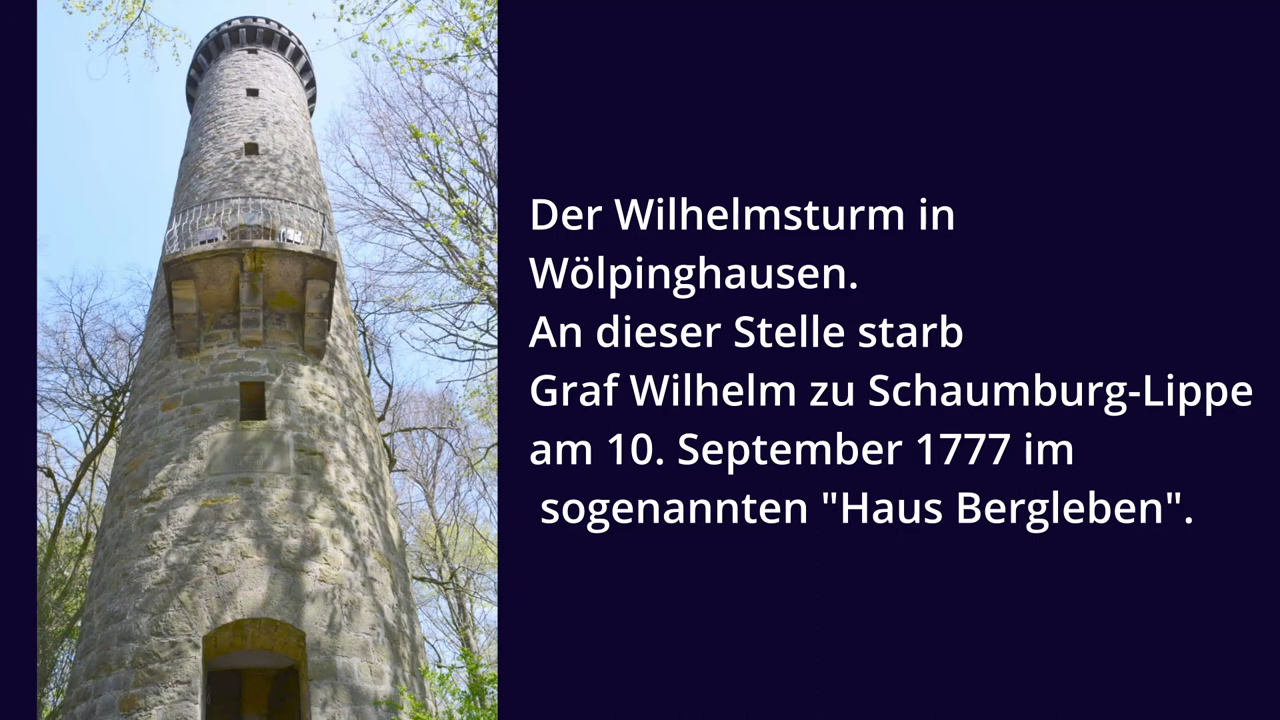 Der Wilhelmsturm in
Wölpinghausen.
An dieser Stelle starb
Graf Wilhelm zu Schaumburg-Lippe
am 10. September 1777 im
sogenannten "Haus Bergleben".